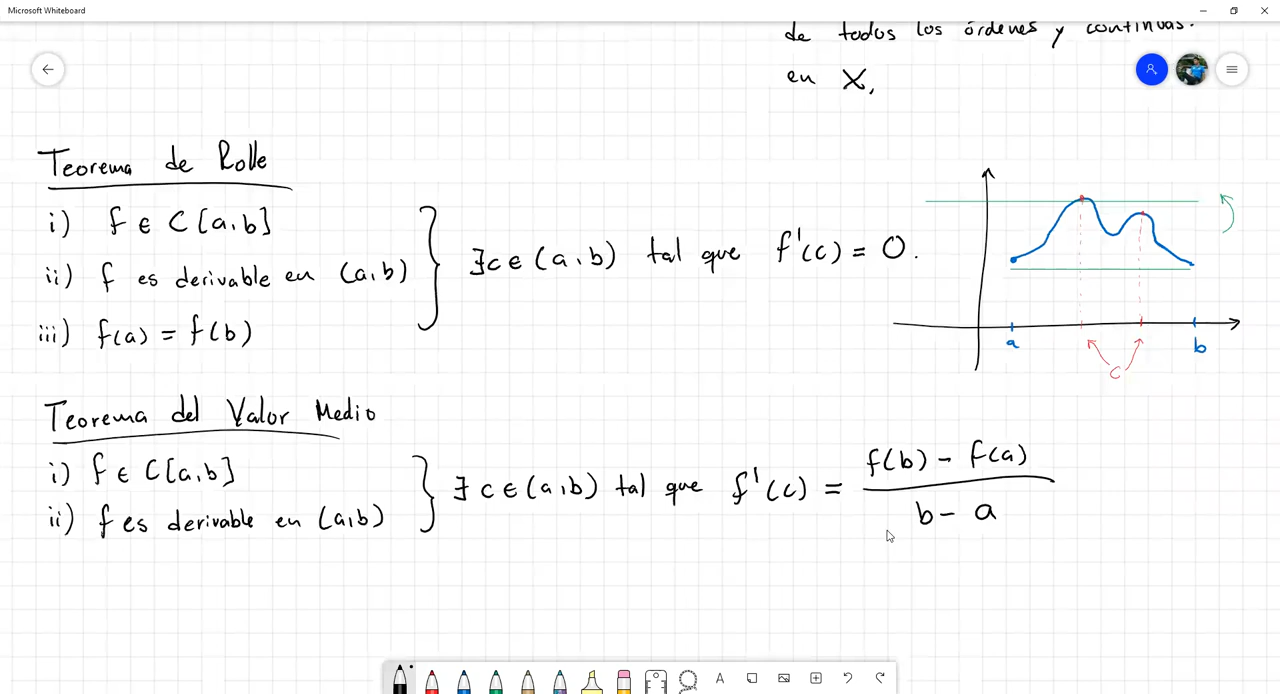 Microsoft Whiteboard
de todos los órdenes y continuas.
en X,
Teorema de Rolle
i) f ∈ C[a,b]
ii) f es derivable en (a,b)
iii) f(a) = f(b)
∃c ∈ (a,b) tal que f'(c) = 0.
a
b
c
Teorema del Valor Medio
i) f ∈ C[a,b]
ii) f es derivable en (a,b)
∃ c ∈ (a,b) tal que f'(c) =
f(b) - f(a)
b - a
A